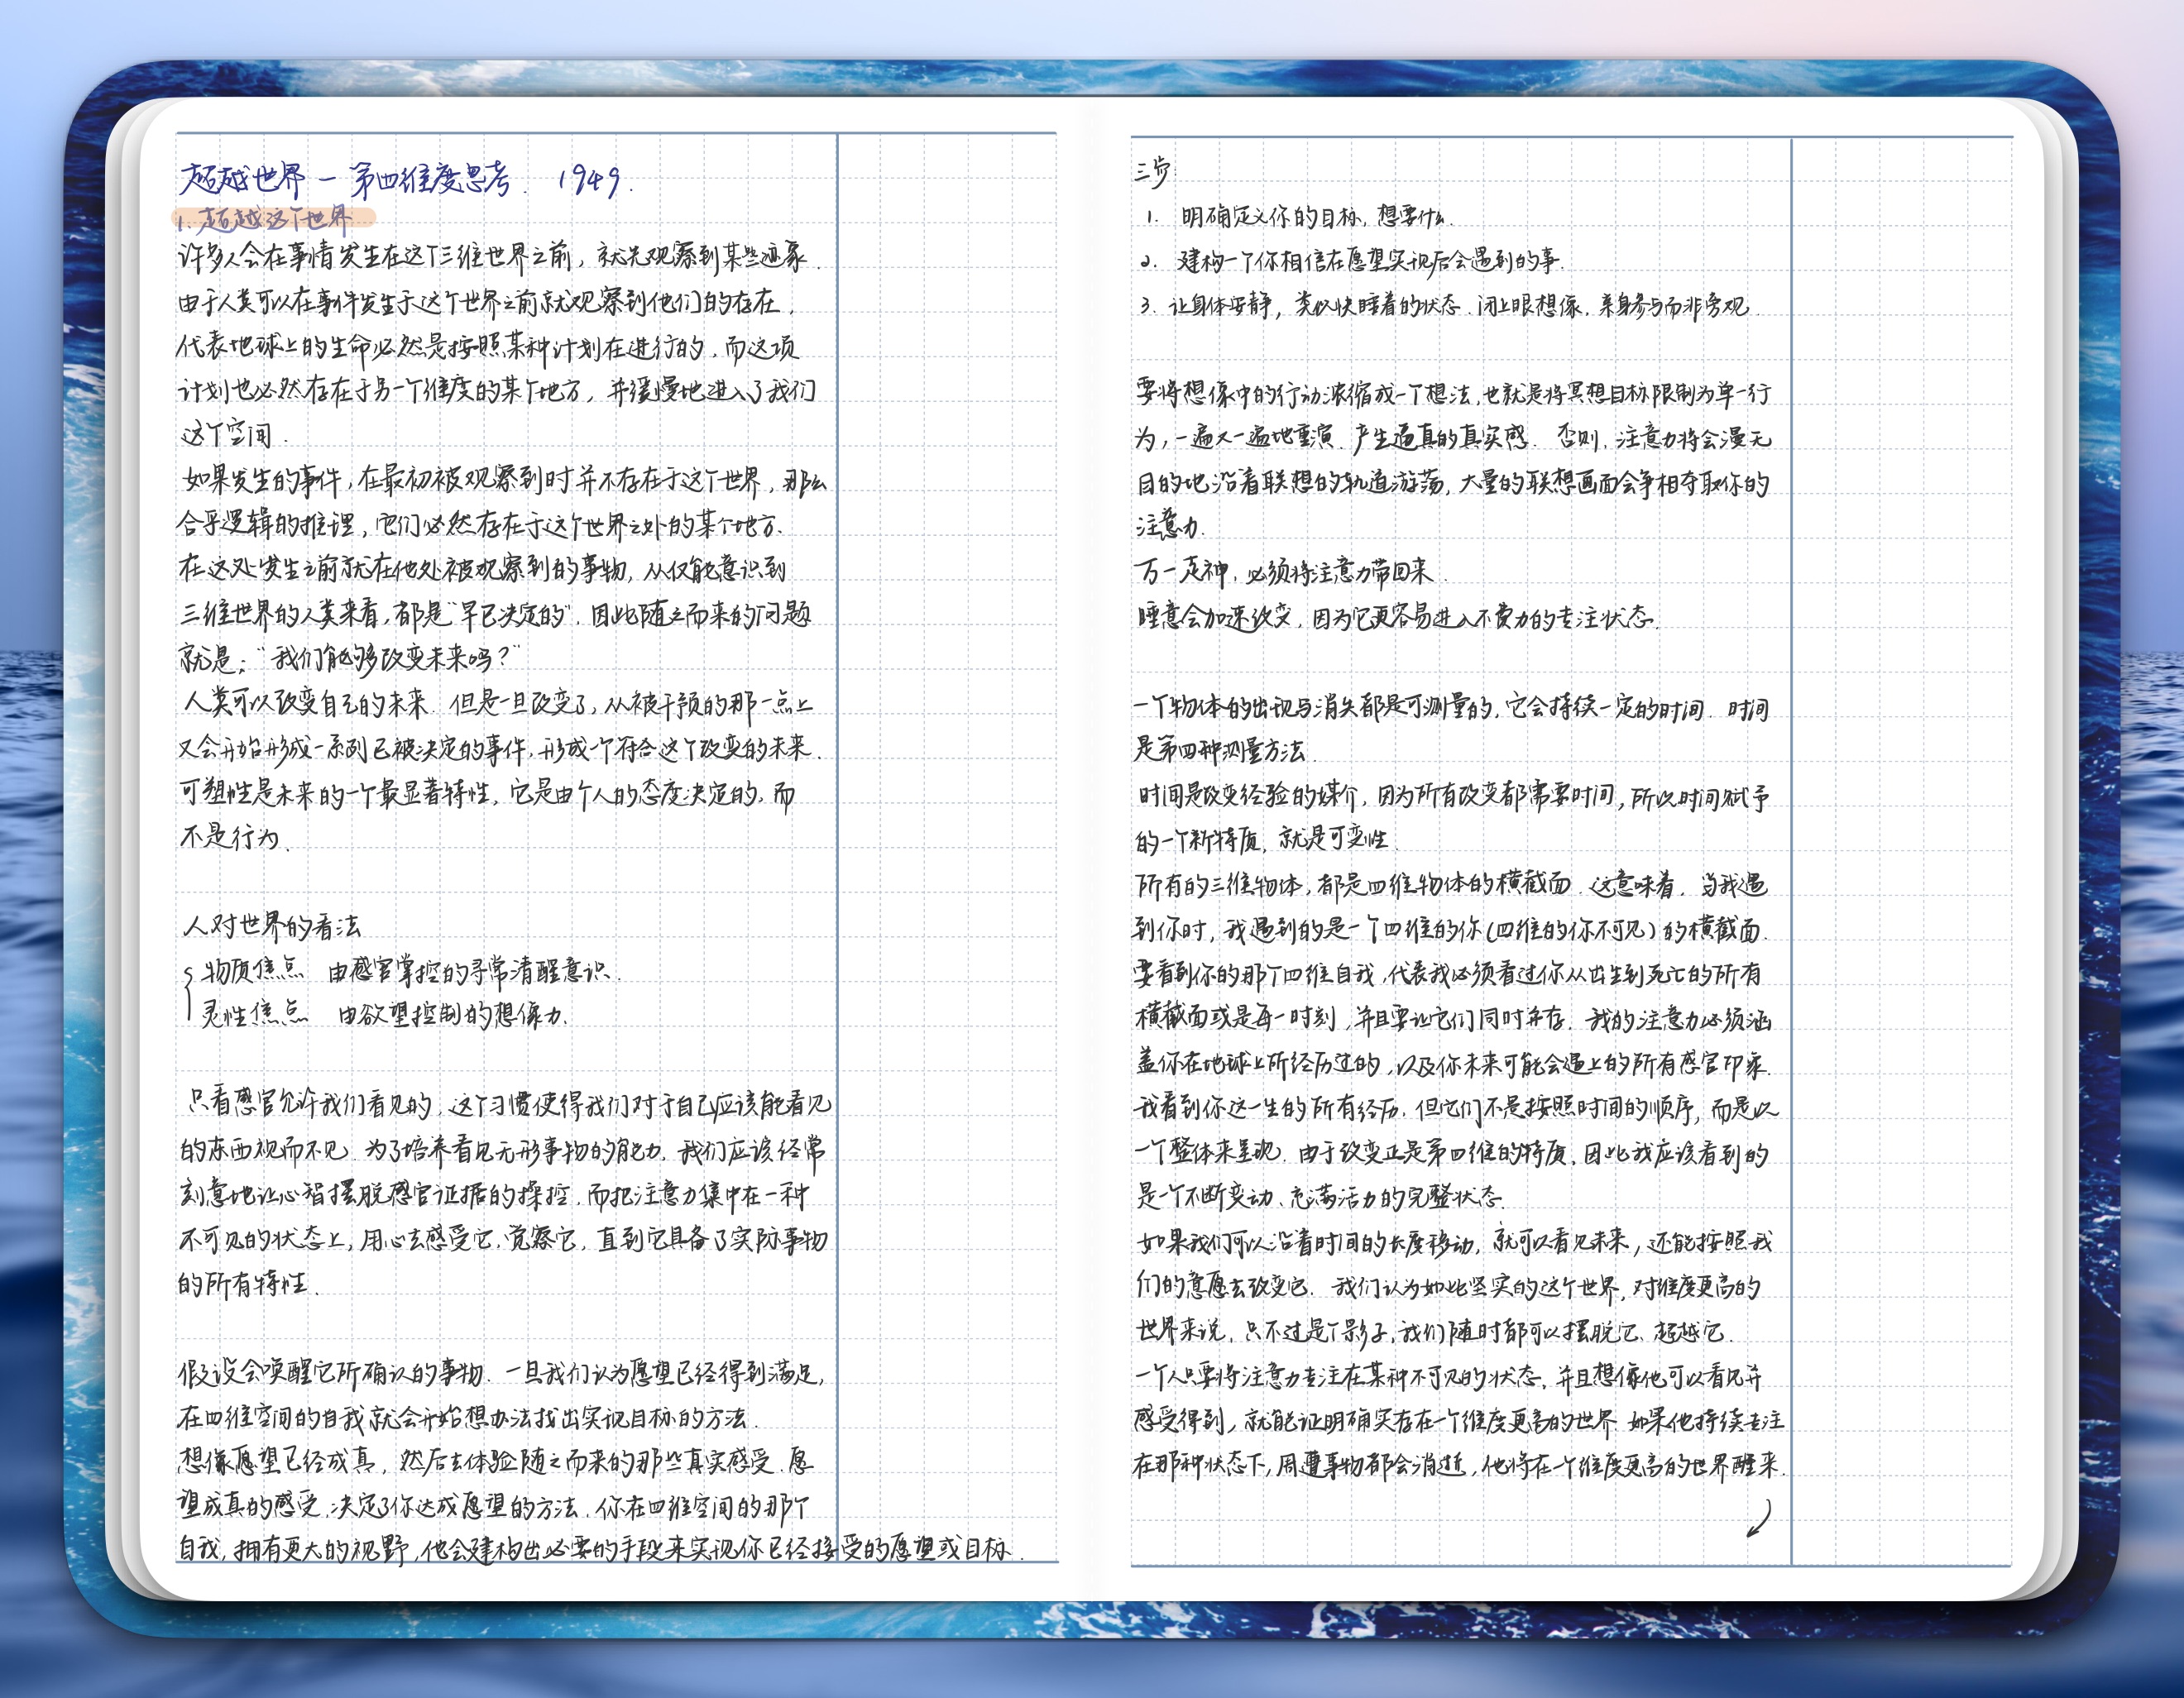 超越世界 — 第四维度思考. 1949.
1. 超越这个世界
许多人会在事情发生在这个三维世界之前，就先观察到某些迹象.
由于人类可以在事件发生于这个世界之前就观察到他们的存在，
代表地球上的生命必然是按照某种计划在进行的，而这项
计划也必然存在于另一个维度的某个地方，并缓慢地进入了我们
这个空间.
如果发生的事件，在最初被观察到时并不存在于这个世界，那么
合乎逻辑的推理，它们必然存在于这个世界之外的某个地方.
在这处发生之前就在他处被观察到的事物，从仅能意识到
三维世界的人类来看，都是“早已决定的”. 因此随之而来的问题
就是：“我们能够改变未来吗？”
人类可以改变自己的未来. 但是一旦改变了，从被干预的那一点上
又会开始形成一系列已被决定的事件，形成一个符合这个改变的未来.
可塑性是未来的一个最显著特性，它是由个人的态度决定的，而
不是行为.
人对世界的看法
物质焦点 由感官掌控的寻常清醒意识.
灵性焦点 由欲望控制的想像力.
只看感官允许我们看见的，这个习惯使得我们对于自己应该能看见
的东西视而不见. 为了培养看见无形事物的能力，我们应该经常
刻意地让心智摆脱感官证据的操控，而把注意力集中在一种
不可见的状态上，用心去感受它，觉察它，直到它具备了实际事物
的所有特性.
假设会唤醒它所确认的事物. 一旦我们认为愿望已经得到满足，
在四维空间的自我就会开始想办法找出实现目标的方法.
想像愿望已经成真，然后去体验随之而来的那些真实感受. 愿
望成真的感受，决定了你达成愿望的方法. 你在四维空间的那个
自我，拥有更大的视野，他会建构出必要的手段来实现你已经接受的愿望或目标.
三步
1. 明确定义你的目标，想要什么.
2. 建构一个你相信在愿望实现后会遇到的事.
3. 让身体安静，类似快睡着的状态. 闭上眼想像，亲身参与而非旁观.
要将想像中的行动浓缩成一个想法，也就是将冥想目标限制为单一行
为，一遍又一遍地重演. 产生逼真的真实感. 否则，注意力将会漫无
目的地沿着联想的轨道游荡，大量的联想画面会争相夺取你的
注意力.
万一走神，必须将注意力带回来.
睡意会加速改变，因为它更容易进入不费力的专注状态.
一个物体的出现与消失都是可测量的，它会持续一定的时间. 时间
是第四种测量方法.
时间是改变经验的媒介，因为所有改变都需要时间，所以时间赋予
的一个新特质，就是可变性.
所有的三维物体，都是四维物体的横截面. 这意味着，当我遇
到你时，我遇到的是一个四维的你(四维的你不可见)的横截面.
要看到你的那个四维自我，代表我必须看过你从出生到死亡的所有
横截面或是每一时刻，并且要让它们同时并存. 我的注意力必须涵
盖你在地球上所经历过的，以及你未来可能会遇上的所有感官印象.
我看到你这一生的所有经历，但它们不是按照时间的顺序，而是以
一个整体来呈现. 由于改变正是第四维的特质，因此我应该看到的
是一个不断变动、充满活力的完整状态.
如果我们可以沿着时间的长度移动，就可以看见未来，还能按照我
们的意愿去改变它. 我们认为如此坚实的这个世界，对维度更高的
世界来说，只不过是个影子，我们随时都可以摆脱它、超越它.
一个人只要将注意力专注在某种不可见的状态，并且想像他可以看见并
感受得到，就能证明确实存在一个维度更高的世界. 如果他持续专注
在那种状态下，周遭事物都会消逝，他将在一个维度更高的世界醒来.